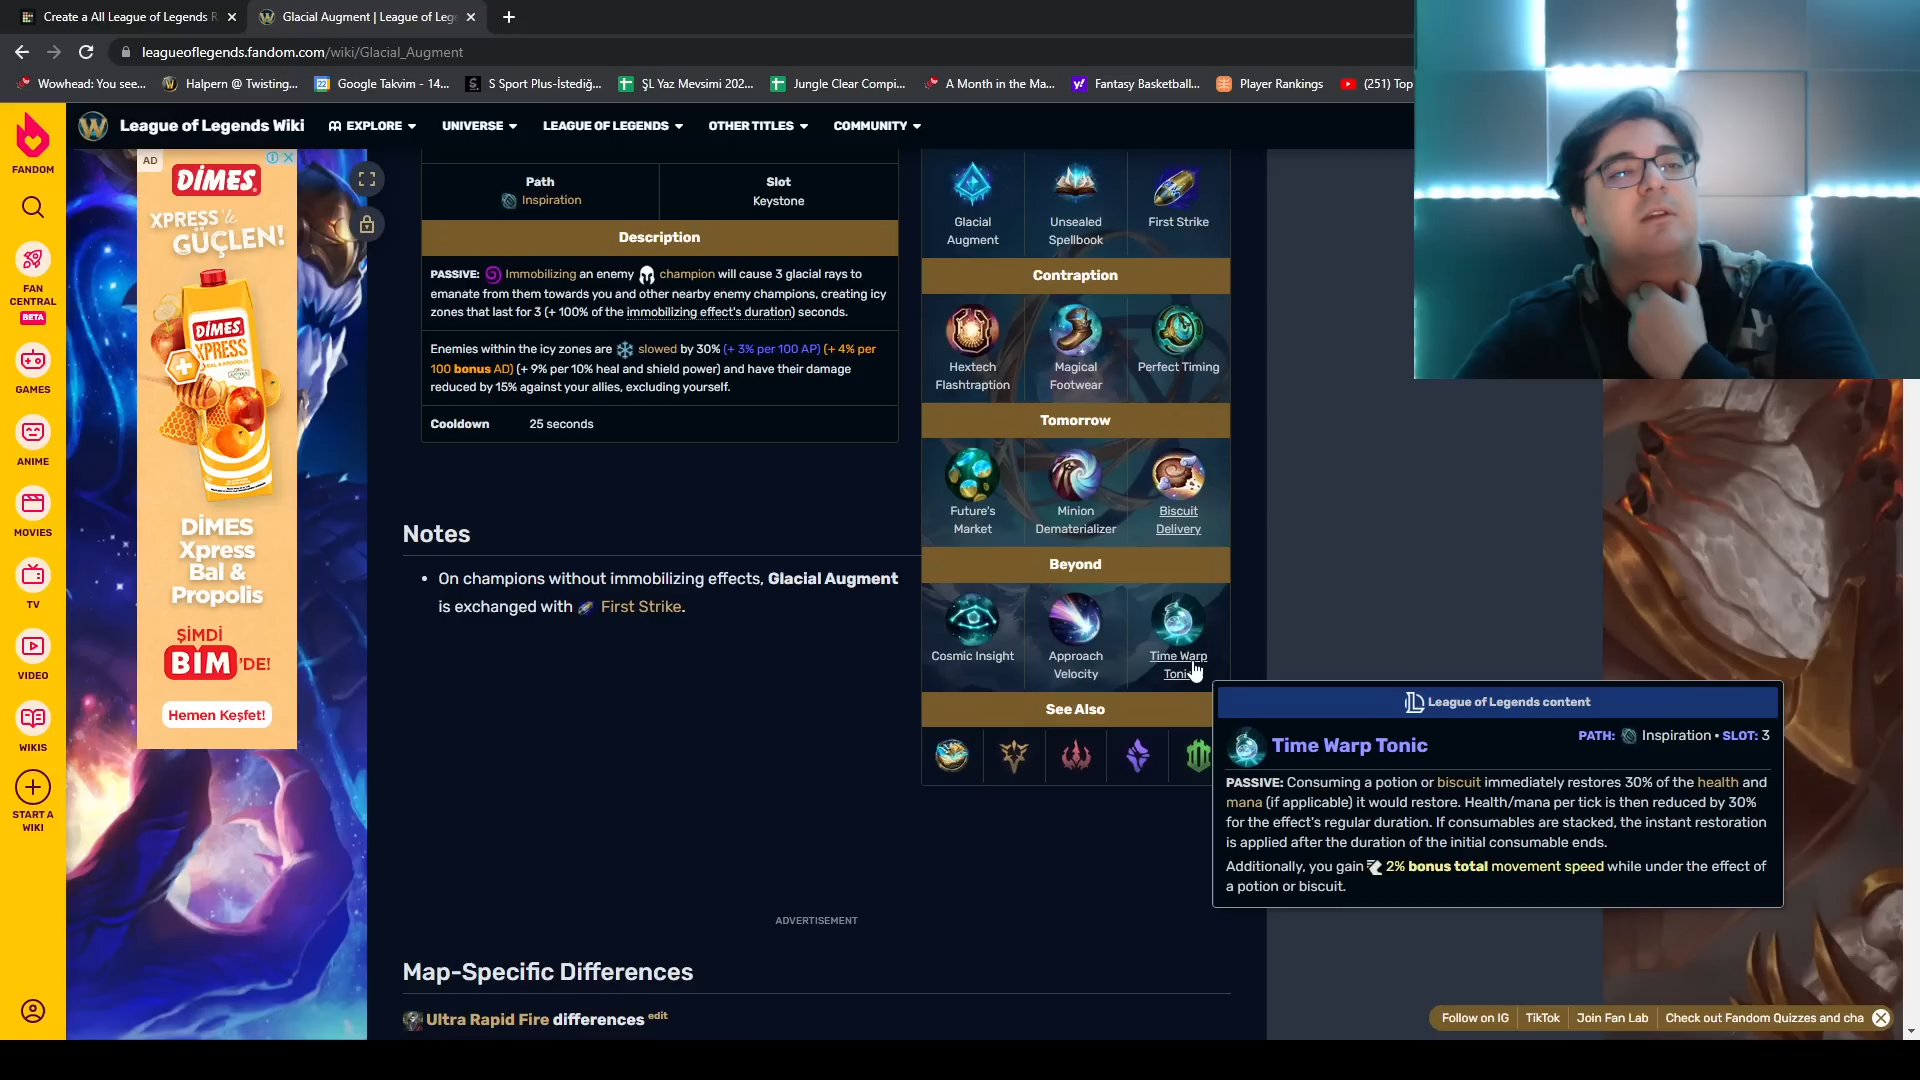 Create a All League of Legends R
Glacial Augment | League of Lege
leagueoflegends.fandom.com/wiki/Glacial_Augment
Wowhead: You see...
Halpern @ Twisting...
Google Takvim - 14...
S Sport Plus-İstediğ...
ŞL Yaz Mevsimi 202...
Jungle Clear Compi...
A Month in the Ma...
Fantasy Basketball...
Player Rankings
(251) Top
League of Legends Wiki
EXPLORE
UNIVERSE
LEAGUE OF LEGENDS
OTHER TITLES
COMMUNITY
FANDOM
FAN CENTRAL
BETA
GAMES
ANIME
MOVIES
TV
VIDEO
WIKIS
START A WIKI
AD
DİMES
XPRESS'le
GÜÇLEN!
DİMES
XPRESS
DİMES
Xpress
Bal &
Propolis
ŞİMDİ
BİM'DE!
Hemen Keşfet!
Path
Inspiration
Slot
Keystone
Description
PASSIVE: Immobilizing an enemy champion will cause 3 glacial rays to
emanate from them towards you and other nearby enemy champions, creating icy
zones that last for 3 (+ 100% of the immobilizing effect's duration) seconds.
Enemies within the icy zones are slowed by 30% (+ 3% per 100 AP) (+ 4% per
100 bonus AD) (+ 9% per 10% heal and shield power) and have their damage
reduced by 15% against your allies, excluding yourself.
Cooldown 25 seconds
Notes
• On champions without immobilizing effects, Glacial Augment
is exchanged with First Strike.
ADVERTISEMENT
Map-Specific Differences
Ultra Rapid Fire differences edit
Glacial Augment
Unsealed Spellbook
First Strike
Contraption
Hextech Flashtraption
Magical Footwear
Perfect Timing
Tomorrow
Future's Market
Minion Dematerializer
Biscuit Delivery
Beyond
Cosmic Insight
Approach Velocity
Time Warp
See Also
League of Legends content
Time Warp Tonic
PATH: Inspiration • SLOT: 3
PASSIVE: Consuming a potion or biscuit immediately restores 30% of the health and
mana (if applicable) it would restore. Health/mana per tick is then reduced by 30%
for the effect's regular duration. If consumables are stacked, the instant restoration
is applied after the duration of the initial consumable ends.
Additionally, you gain 2% bonus total movement speed while under the effect of
a potion or biscuit.
Follow on IG
TikTok
Join Fan Lab
Check out Fandom Quizzes and cha